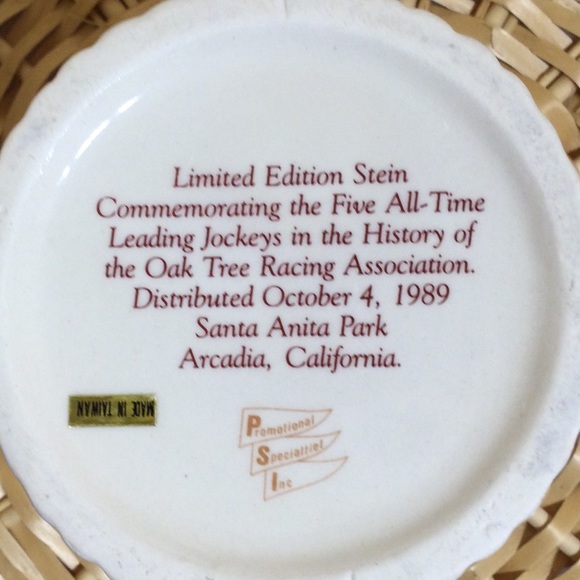 Limited Edition Stein
Commemorating the Five All-Time
Leading Jockeys in the History of
the Oak Tree Racing Association.
Distributed October 4, 1989
Santa Anita Park
Arcadia, California.
MADE IN TAIWAN
Promotional
Specialties
Inc